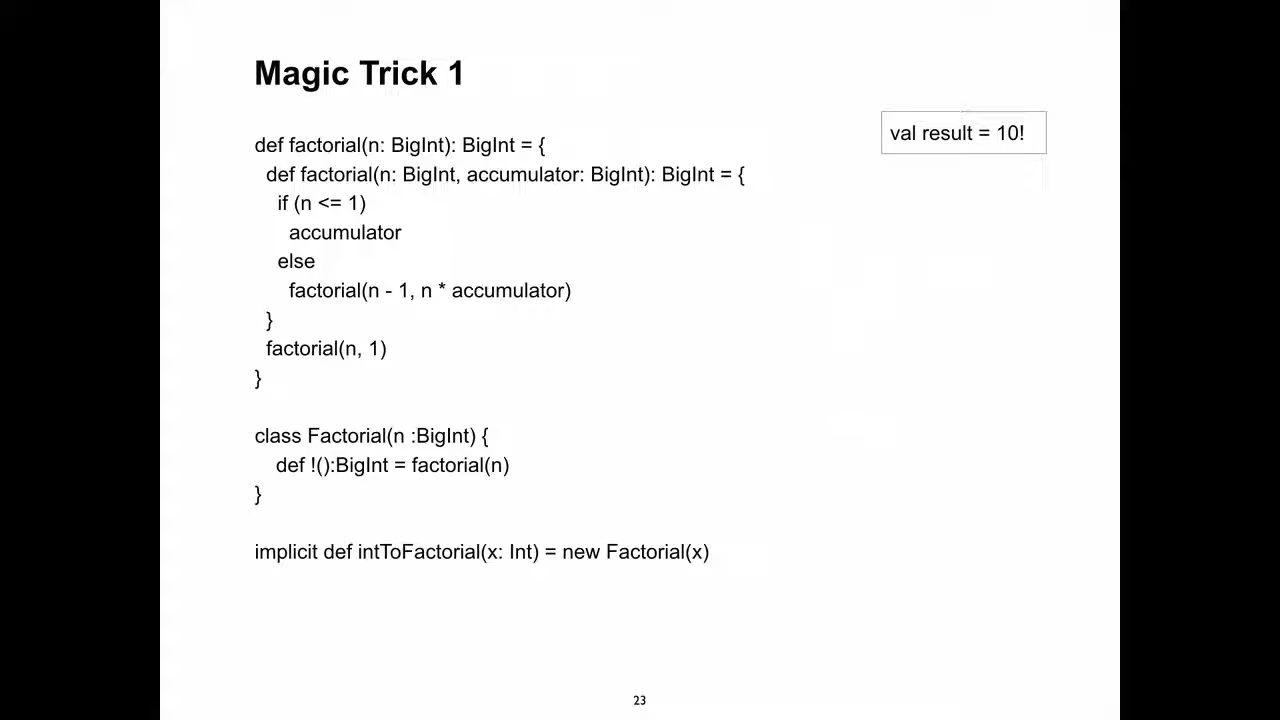 Magic Trick 1
val result = 10!
def factorial(n: BigInt): BigInt = {
def factorial(n: BigInt, accumulator: BigInt): BigInt = {
if (n <= 1)
accumulator
else
factorial(n - 1, n * accumulator)
}
factorial(n, 1)
}
class Factorial(n :BigInt) {
def !():BigInt = factorial(n)
}
implicit def intToFactorial(x: Int) = new Factorial(x)
23